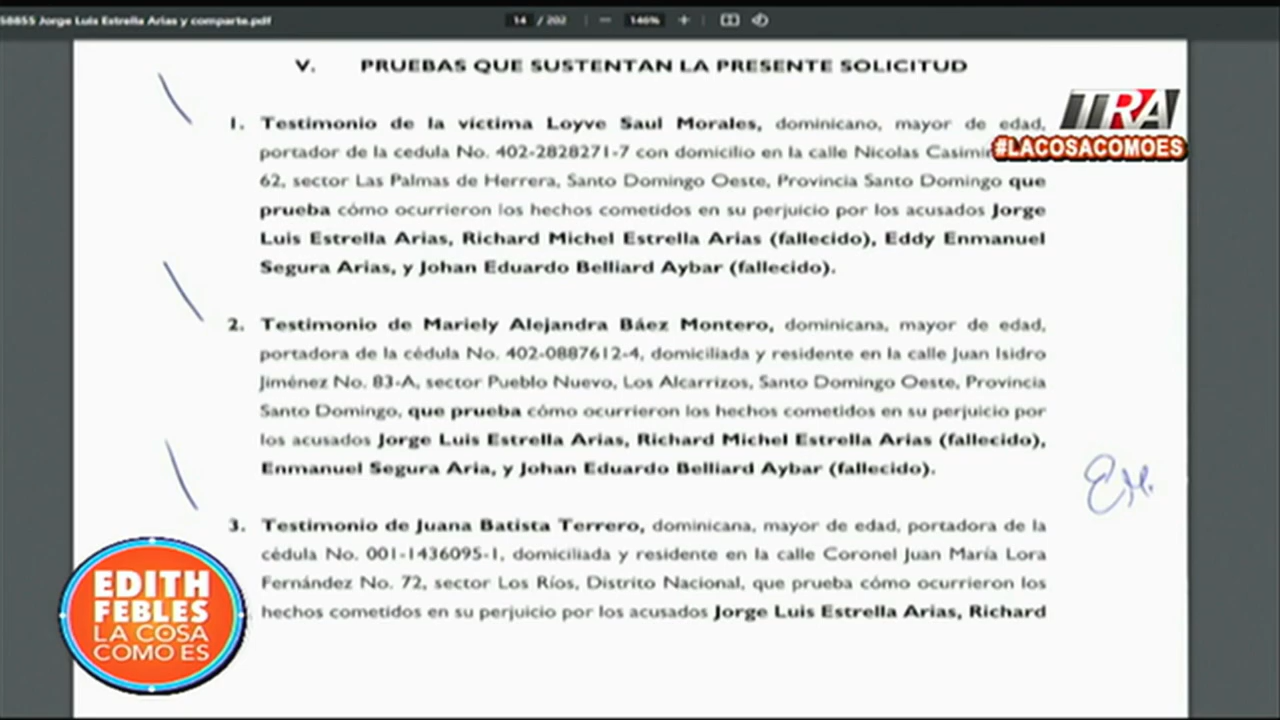 58855 Jorge Luis Estrella Arias y comparte.pdf
14 / 202
146%
V. PRUEBAS QUE SUSTENTAN LA PRESENTE SOLICITUD
TRA
#LACOSACOMOES
1. Testimonio de la víctima Loyve Saul Morales, dominicano, mayor de edad,
portador de la cedula No. 402-2828271-7 con domicilio en la calle Nicolas
62, sector Las Palmas de Herrera, Santo Domingo Oeste, Provincia Santo Domingo que
prueba cómo ocurrieron los hechos cometidos en su perjuicio por los acusados Jorge
Luis Estrella Arias, Richard Michel Estrella Arias (fallecido), Eddy Enmanuel
Segura Arias, y Johan Eduardo Belliard Aybar (fallecido).
2. Testimonio de Mariely Alejandra Báez Montero, dominicana, mayor de edad,
portadora de la cédula No. 402-0887612-4, domiciliada y residente en la calle Juan Isidro
Jiménez No. 83-A, sector Pueblo Nuevo, Los Alcarrizos, Santo Domingo Oeste, Provincia
Santo Domingo, que prueba cómo ocurrieron los hechos cometidos en su perjuicio por
los acusados Jorge Luis Estrella Arias, Richard Michel Estrella Arias (fallecido),
Enmanuel Segura Aria, y Johan Eduardo Belliard Aybar (fallecido).
3. Testimonio de Juana Batista Terrero, dominicana, mayor de edad, portadora de la
cédula No. 001-1436095-1, domiciliada y residente en la calle Coronel Juan María Lora
Fernández No. 72, sector Los Ríos, Distrito Nacional, que prueba cómo ocurrieron los
hechos cometidos en su perjuicio por los acusados Jorge Luis Estrella Arias, Richard
EDITH
FEBLES
LA COSA
COMO ES